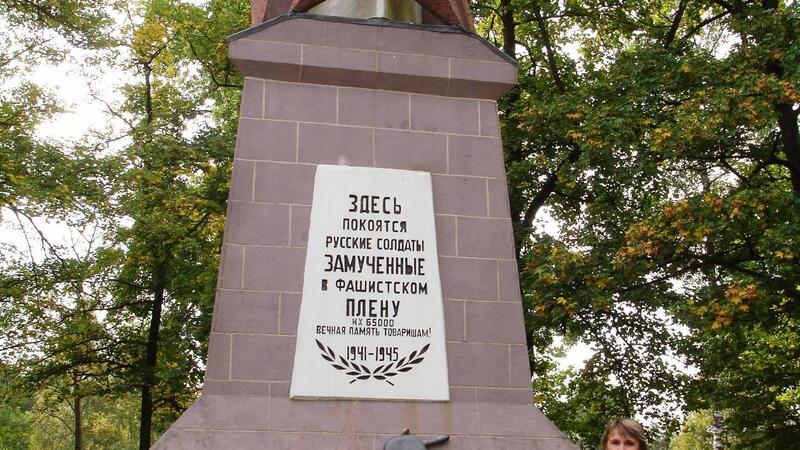 ЗДЕСЬ
ПОКОЯТСЯ
РУССКИЕ СОЛДАТЫ
ЗАМУЧЕННЫЕ
В ФАШИСТСКОМ
ПЛЕНУ
ИХ 65000
ВЕЧНАЯ ПАМЯТЬ ТОВАРИЩАМ!
1941-1945